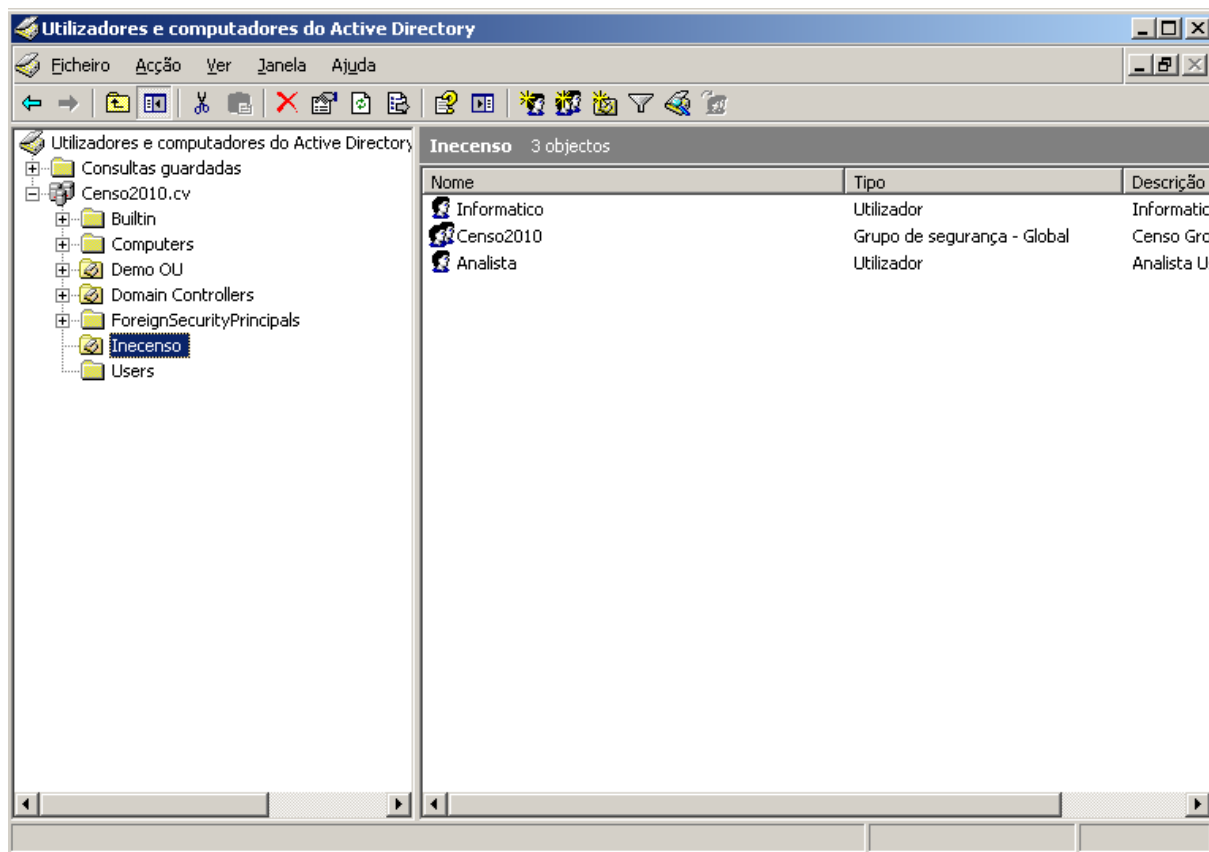 Utilizadores e computadores do Active Directory
Ficheiro Acção Ver Janela Ajuda
Utilizadores e computadores do Active Directory
Consultas guardadas
Censo2010.cv
Builtin
Computers
Demo OU
Domain Controllers
ForeignSecurityPrincipals
Inecenso
Users
Inecenso 3 objectos
Nome Tipo Descrição
Informatico Utilizador Informatic
Censo2010 Grupo de segurança - Global Censo Gro
Analista Utilizador Analista U